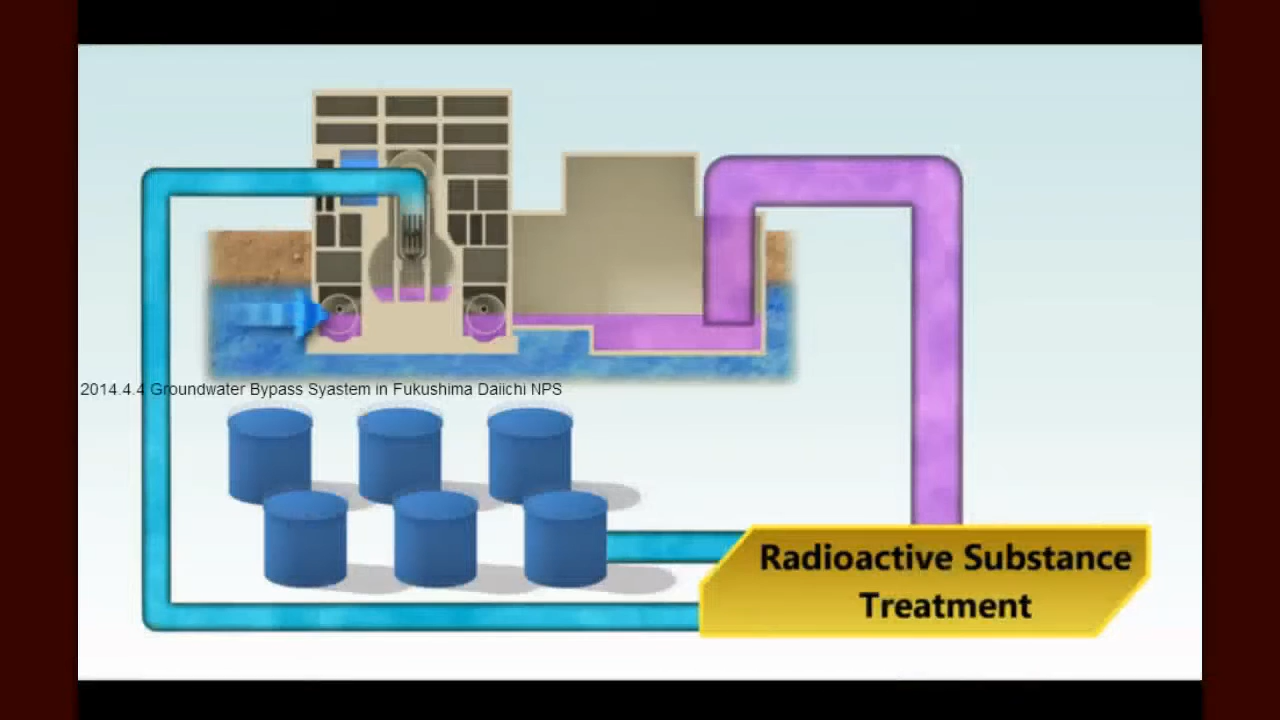 2014.4.4 Groundwater Bypass Syastem in Fukushima Daiichi NPS
Radioactive Substance
Treatment